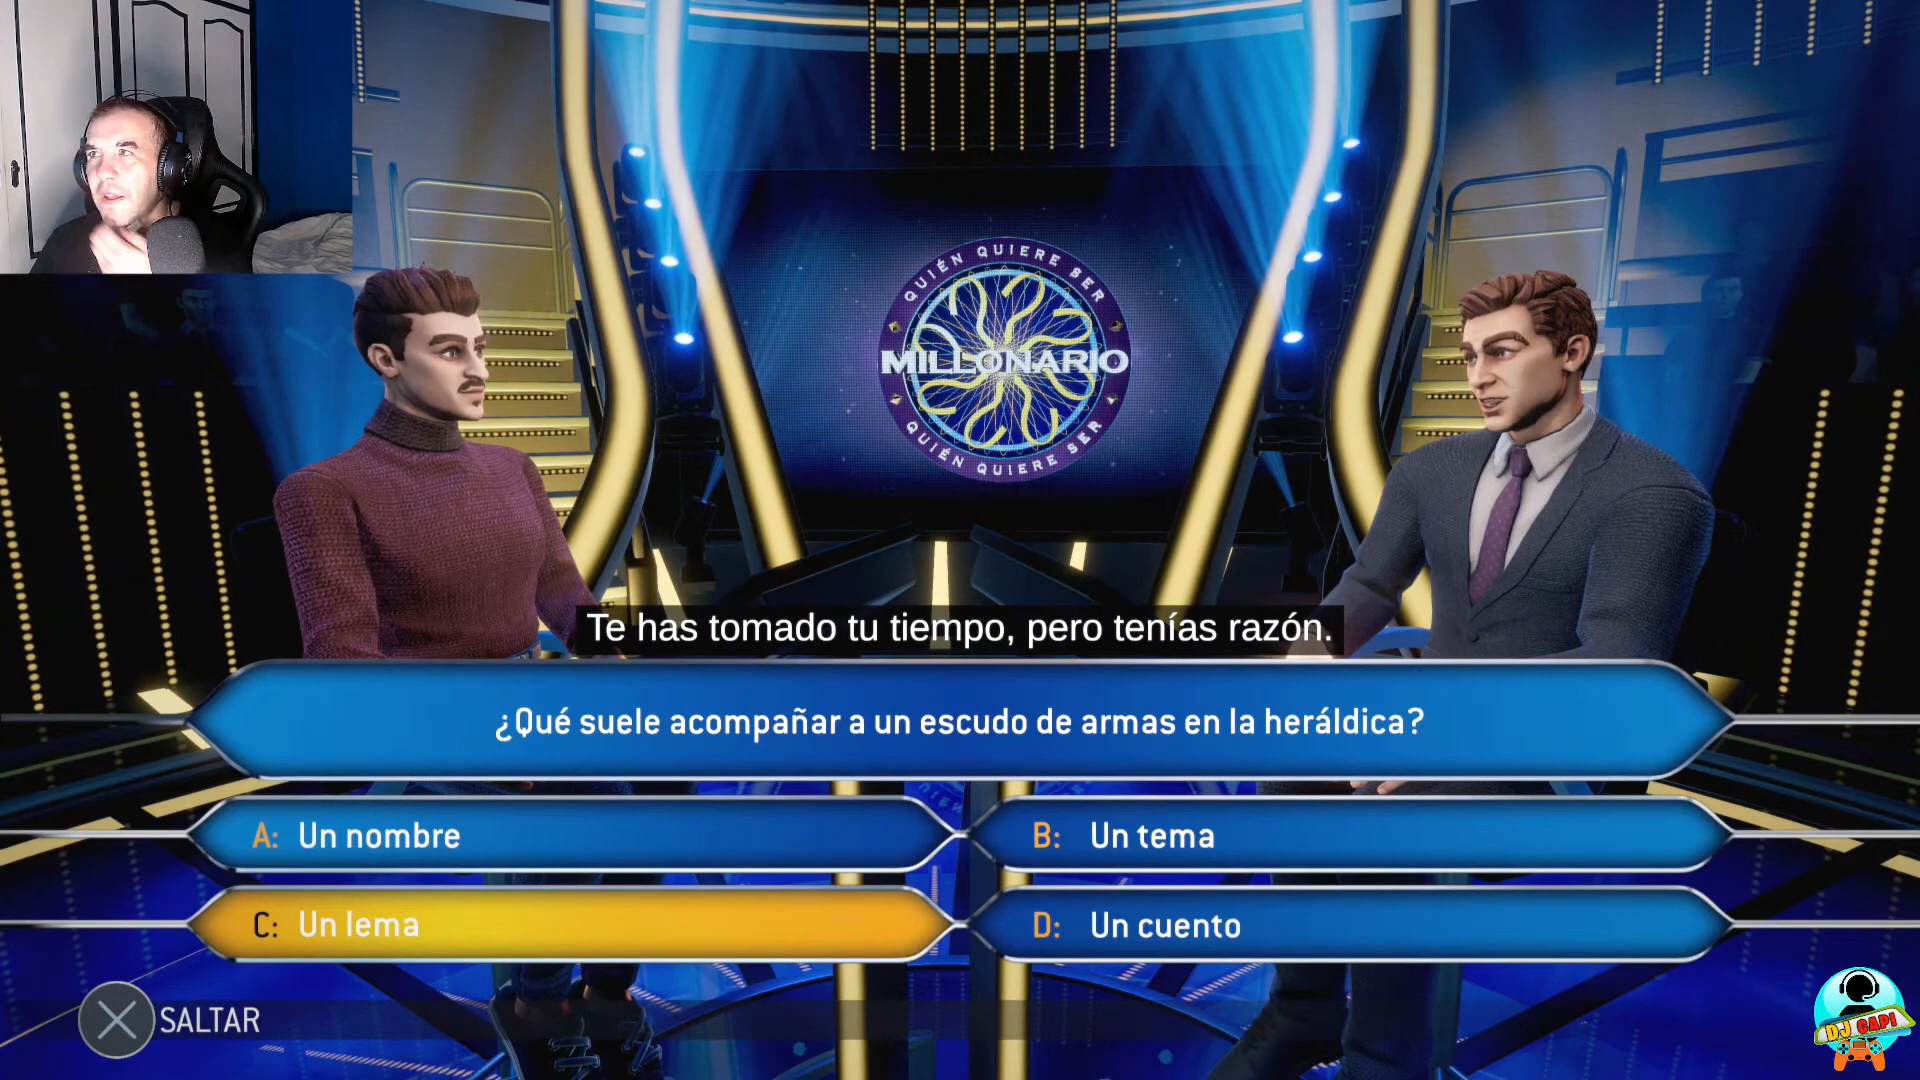 QUIÉN QUIERE SER
MILLONARIO
QUIÉN QUIERE SER
Te has tomado tu tiempo, pero tenías razón.
¿Qué suele acompañar a un escudo de armas en la heráldica?
A: Un nombre
B: Un tema
C: Un lema
D: Un cuento
SALTAR
DJ CAPI